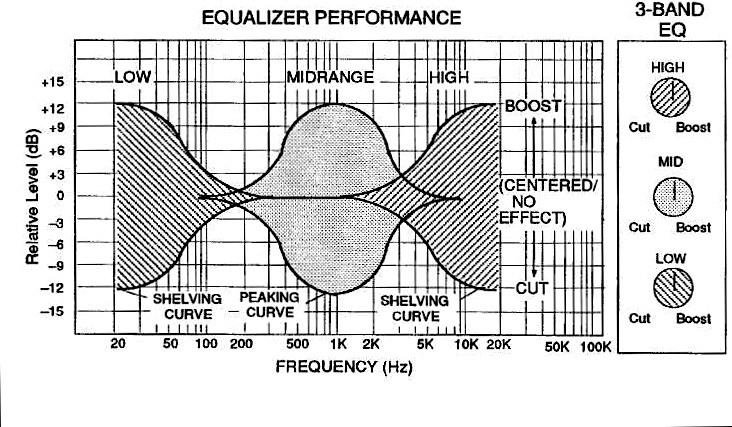 EQUALIZER PERFORMANCE
3-BAND
EQ
Relative Level (dB)
+15
+12
+9
+6
+3
0
−3
−6
−9
−12
−15
LOW
MIDRANGE
HIGH
BOOST
(CENTERED/
NO
EFFECT)
CUT
SHELVING
CURVE
PEAKING
CURVE
SHELVING
CURVE
20
50
100
200
500
1K
2K
5K
10K
20K
50K
100K
FREQUENCY (Hz)
HIGH
Cut Boost
MID
Cut Boost
LOW
Cut Boost